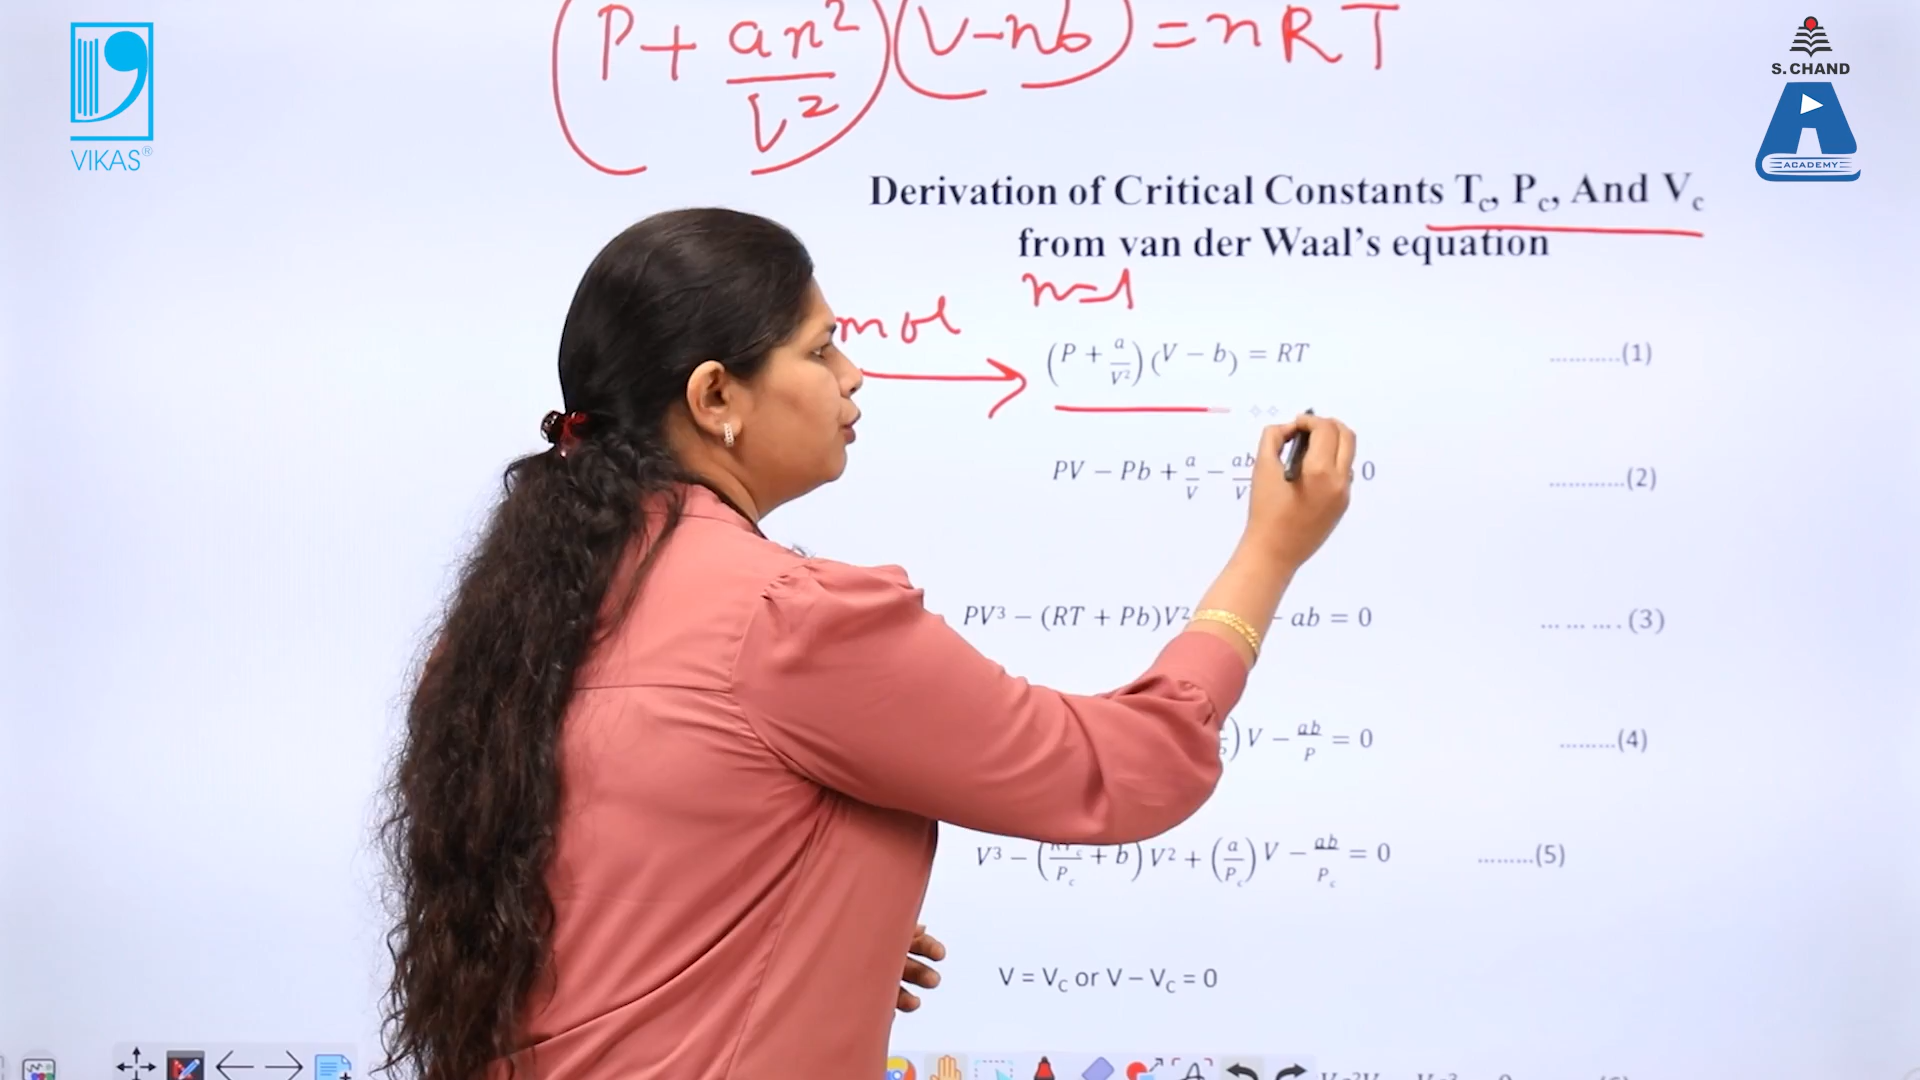 (P + an²/V²)(V-nb) = nRT
VIKAS®
S. CHAND
ACADEMY
Derivation of Critical Constants Tc, Pc, And Vc
from van der Waal's equation
n=1
mol
(P + a/V²)(V − b) = RT ...........(1)
PV − Pb + a/V − ab/V 0 ............(2)
PV³ − (RT + Pb)V² - ab = 0 ... ... ... .(3)
)V − ab/P = 0 .........(4)
V³ − ( /Pc + b)V² + (a/Pc)V − ab/Pc = 0 .........(5)
V = Vc or V – Vc = 0